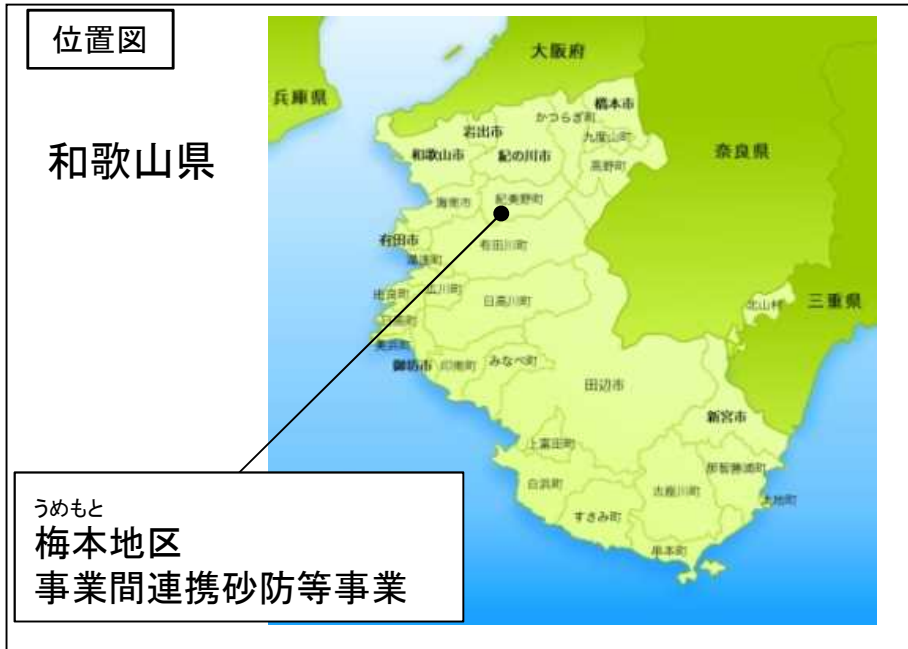 位置図
和歌山県
大阪府
兵庫県
奈良県
三重県
橋本市
かつらぎ町
九度山町
高野町
岩出市
和歌山市
紀の川市
海南市
紀美野町
有田市
有田川町
湯浅町
広川町
由良町
日高川町
日高町
美浜町
御坊市
印南町
みなべ町
田辺市
北山村
新宮市
上富田町
白浜町
那智勝浦町
古座川町
太地町
すさみ町
串本町
うめもと
梅本地区
事業間連携砂防等事業